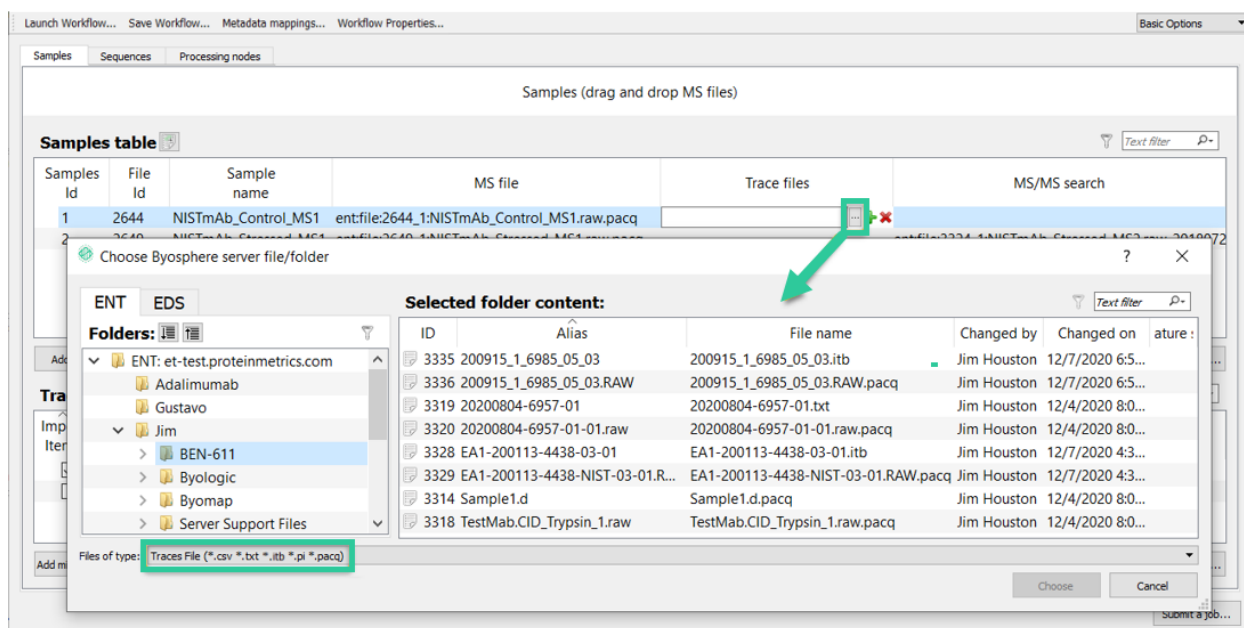 Launch Workflow... Save Workflow... Metadata mappings... Workflow Properties... Basic Options
Samples Sequences Processing nodes
Samples (drag and drop MS files)
Samples table Text filter
Samples Id File Id Sample name MS file Trace files MS/MS search
1 2644 NISTmAb_Control_MS1 ent:file:2644_1:NISTmAb_Control_MS1.raw.pacq ...
Choose Byosphere server file/folder ? ×
ENT EDS
Selected folder content: Text filter
Folders:
ID Alias File name Changed by Changed on ature s
ENT: et-test.proteinmetrics.com
Adalimumab
Gustavo
Jim
BEN-611
Byologic
Byomap
Server Support Files
3335 200915_1_6985_05_03 200915_1_6985_05_03.itb Jim Houston 12/7/2020 6:5...
3336 200915_1_6985_05_03.RAW 200915_1_6985_05_03.RAW.pacq Jim Houston 12/7/2020 6:5...
3319 20200804-6957-01 20200804-6957-01.txt Jim Houston 12/4/2020 8:0...
3320 20200804-6957-01-01.raw 20200804-6957-01-01.raw.pacq Jim Houston 12/4/2020 8:0...
3328 EA1-200113-4438-03-01 EA1-200113-4438-03-01.itb Jim Houston 12/7/2020 4:3...
3329 EA1-200113-4438-NIST-03-01.R... EA1-200113-4438-NIST-03-01.RAW.pacq Jim Houston 12/7/2020 4:3...
3314 Sample1.d Sample1.d.pacq Jim Houston 12/4/2020 8:0...
3318 TestMab.CID_Trypsin_1.raw TestMab.CID_Trypsin_1.raw.pacq Jim Houston 12/4/2020 8:0...
Add
Tra
Imp
Iter
Files of type: Traces File (*.csv *.txt *.itb *.pi *.pacq)
Add m
Choose Cancel
Submit a job...